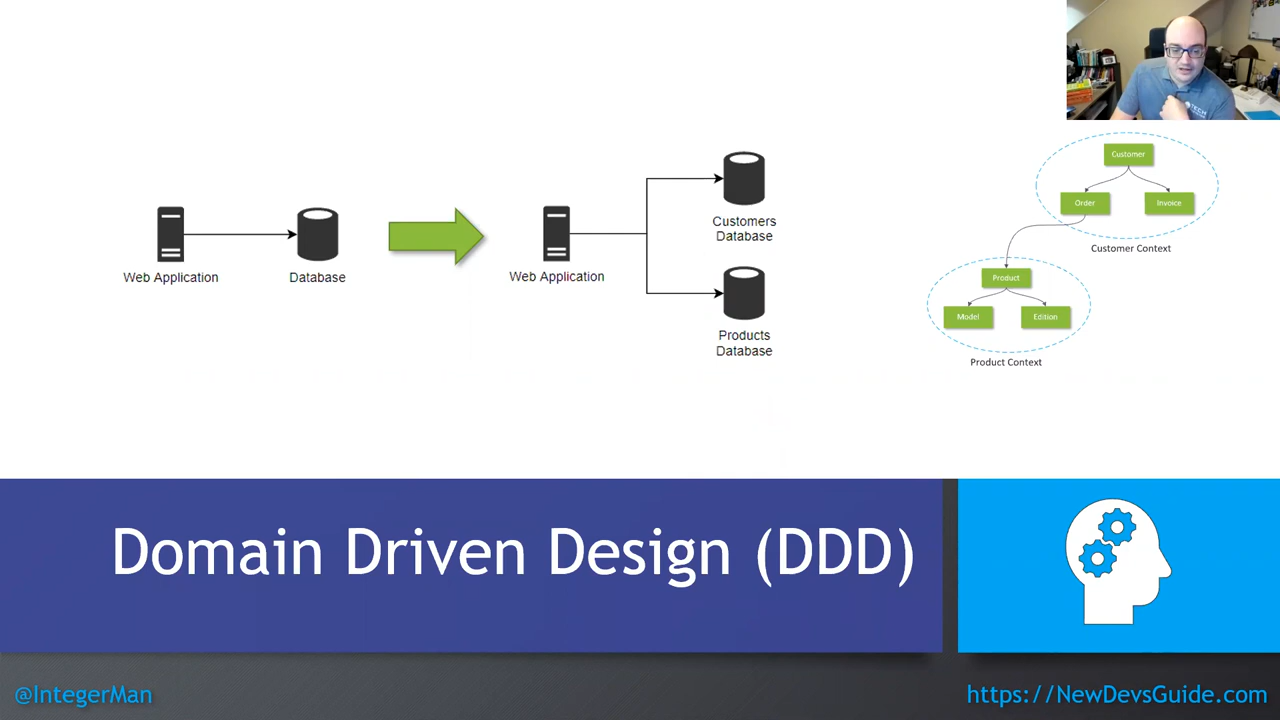 Web Application
Database
Web Application
Customers
Database
Products
Database
Customer
Order
Invoice
Customer Context
Product
Model
Edition
Product Context
Domain Driven Design (DDD)
@IntegerMan
https://NewDevsGuide.com
TECH